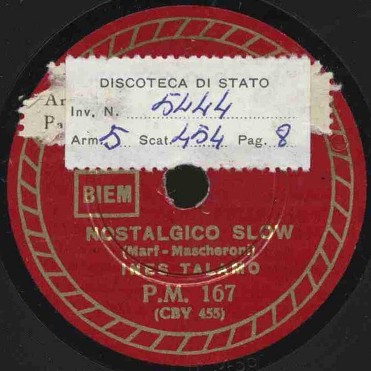 DISCOTECA DI STATO
Inv. N. 5444
Arm. 5 Scat. 454 Pag. 8
BIEM
NOSTALGICO SLOW
(Marf - Mascheroni)
INES TALAMO
P.M. 167
(CBY 455)